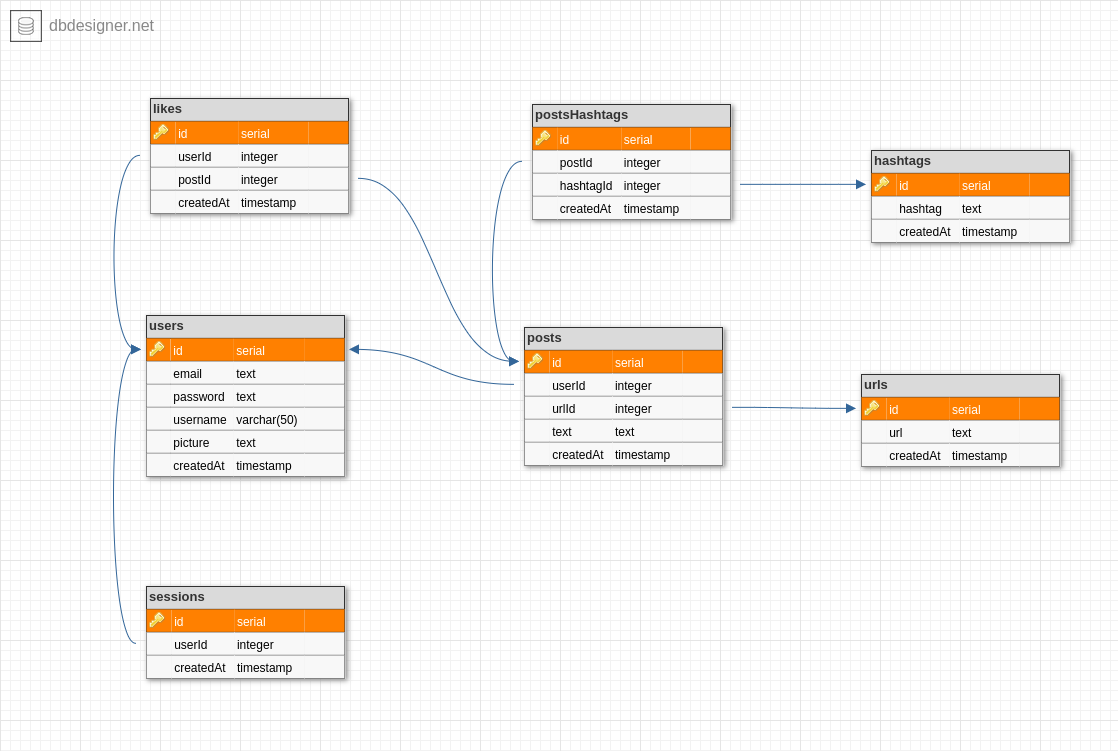 dbdesigner.net
likes
id serial
userId integer
postId integer
createdAt timestamp
postsHashtags
id serial
postId integer
hashtagId integer
createdAt timestamp
hashtags
id serial
hashtag text
createdAt timestamp
users
id serial
email text
password text
username varchar(50)
picture text
createdAt timestamp
posts
id serial
userId integer
urlId integer
text text
createdAt timestamp
urls
id serial
url text
createdAt timestamp
sessions
id serial
userId integer
createdAt timestamp